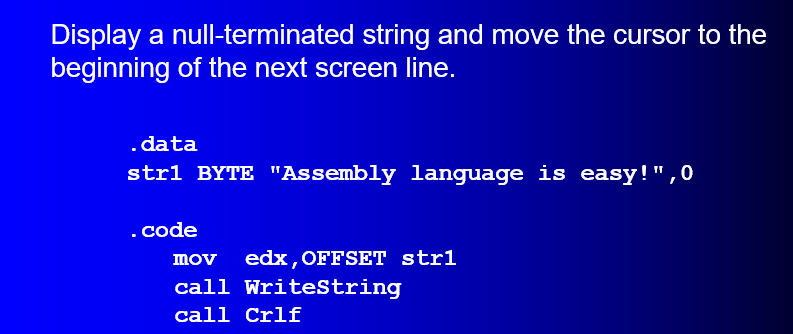 Display a null-terminated string and move the cursor to the
beginning of the next screen line.
.data
str1 BYTE "Assembly language is easy!",0
.code
mov edx,OFFSET str1
call WriteString
call Crlf